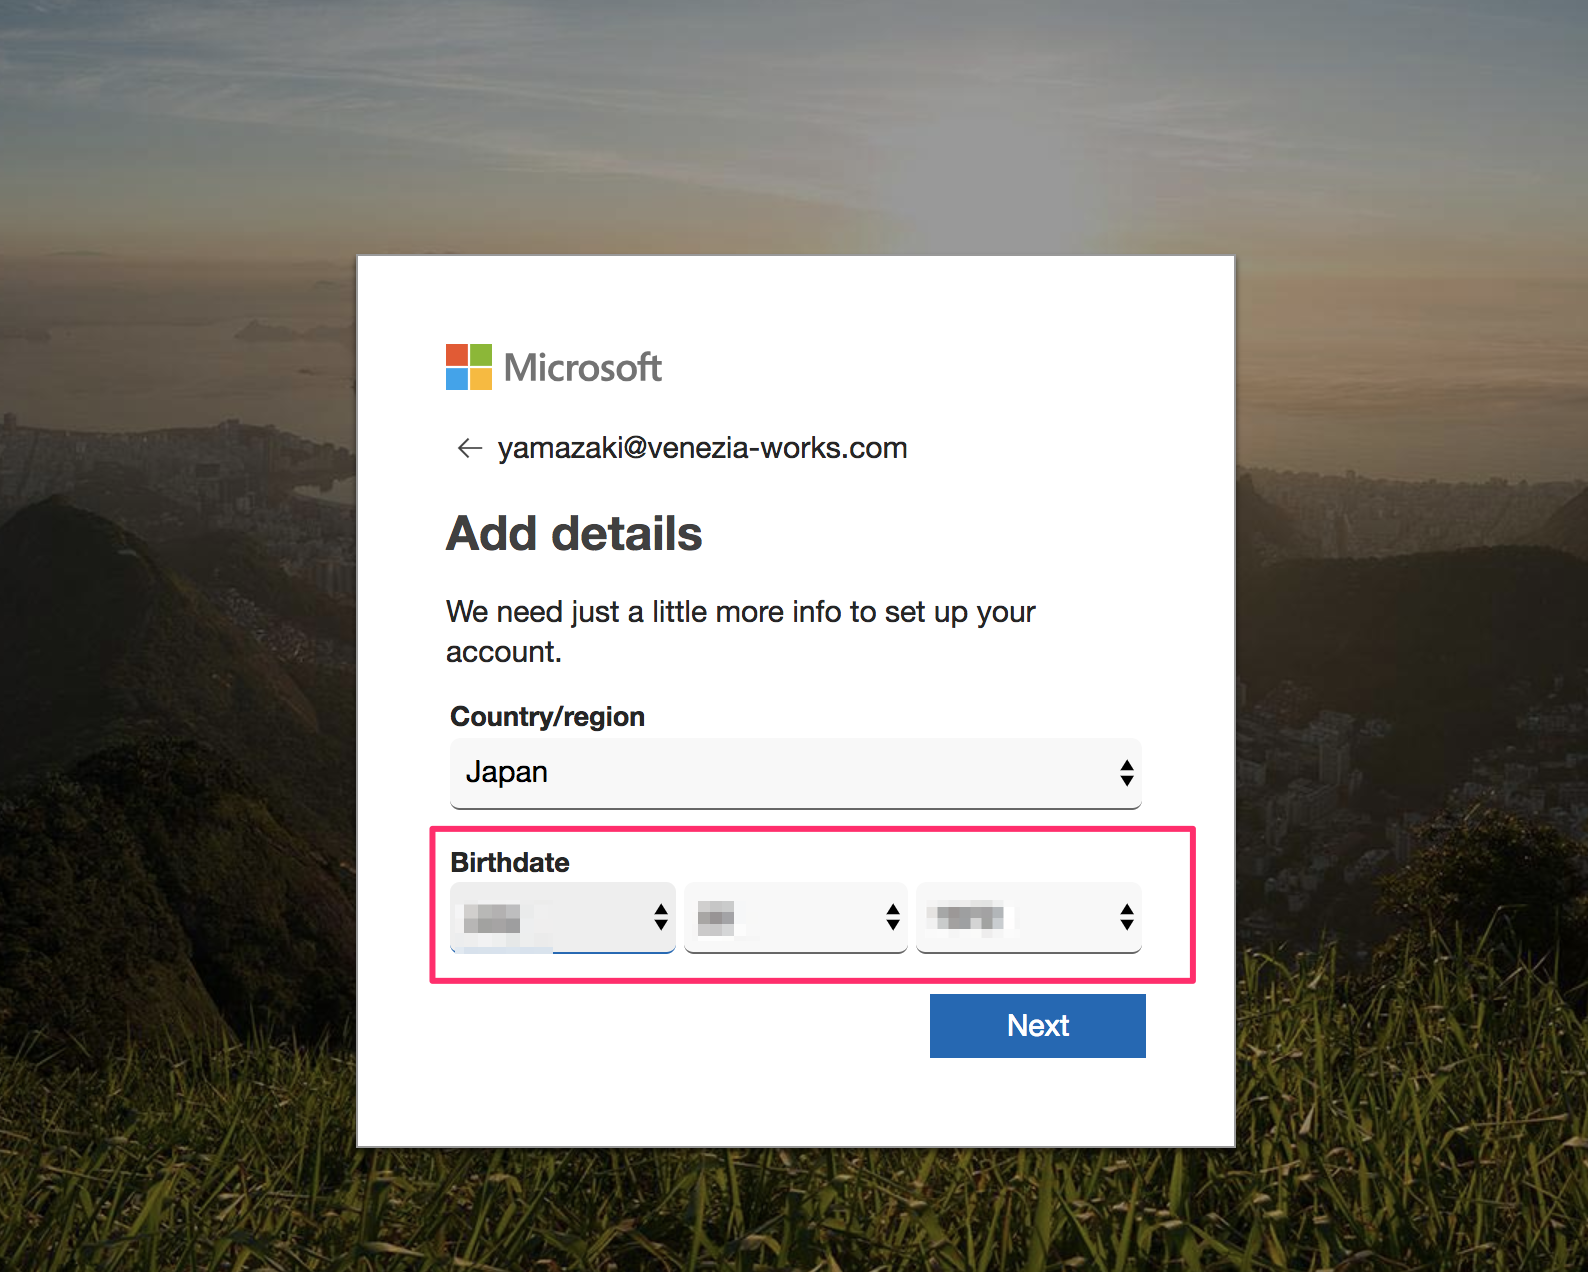 Microsoft
yamazaki@venezia-works.com
Add details
We need just a little more info to set up your
account.
Country/region
Japan
Birthdate
Next